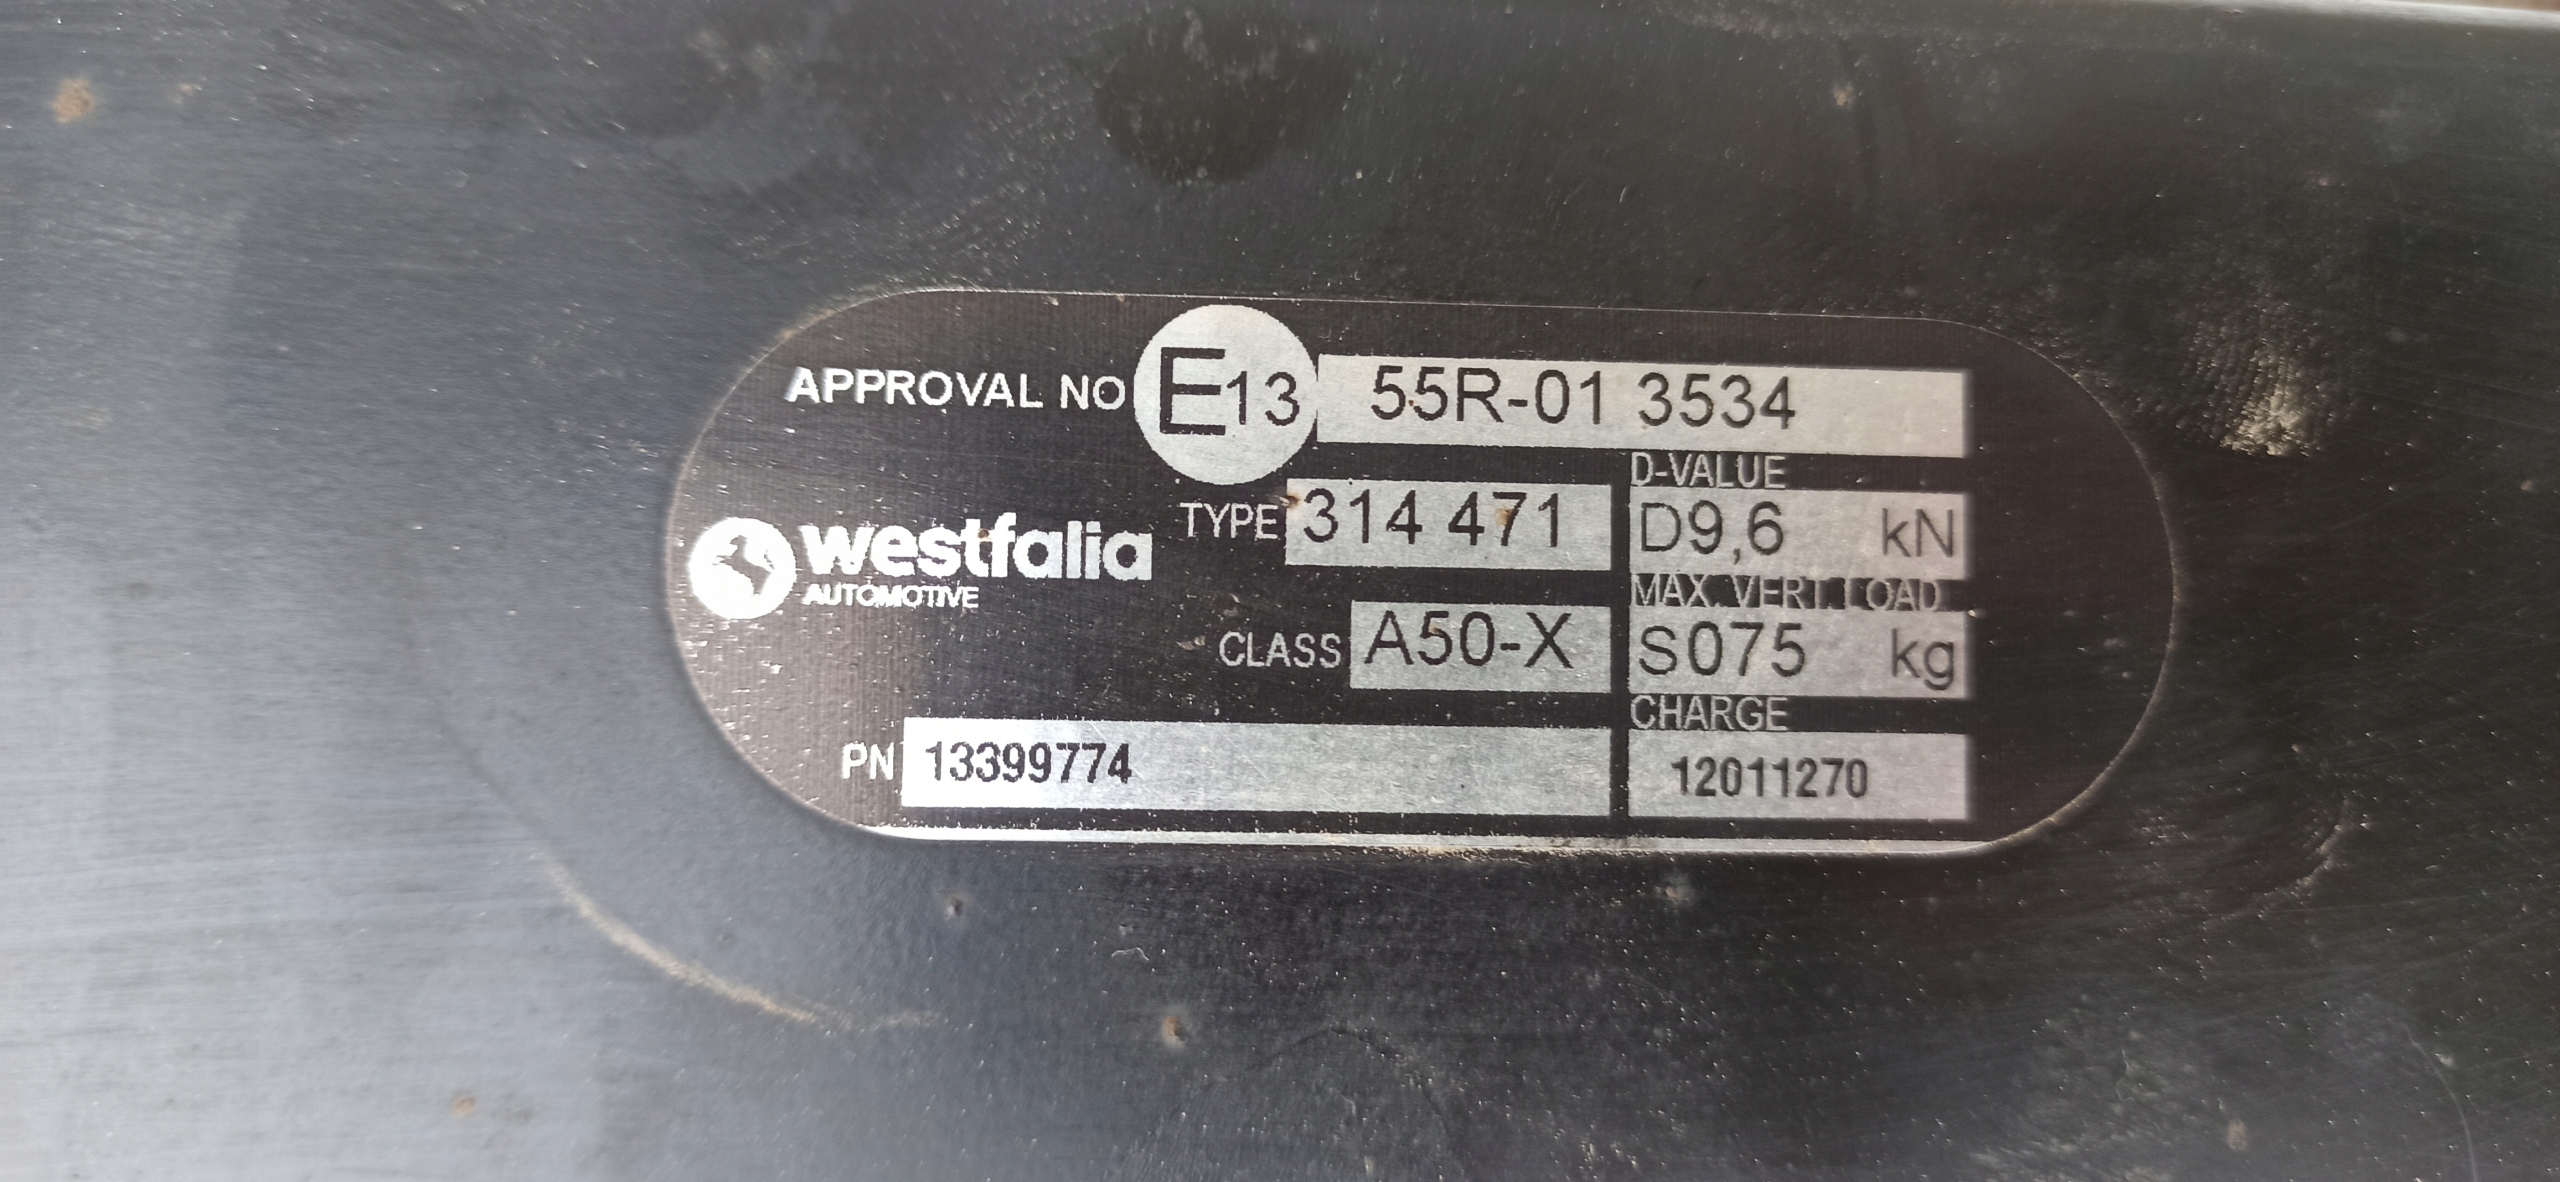 APPROVAL NO E13 55R-01 3534
D-VALUE
TYPE 314 471 D9,6 kN
westfalia
AUTOMOTIVE
MAX. VERT. LOAD
CLASS A50-X S075 kg
CHARGE
PN 13399774 12011270